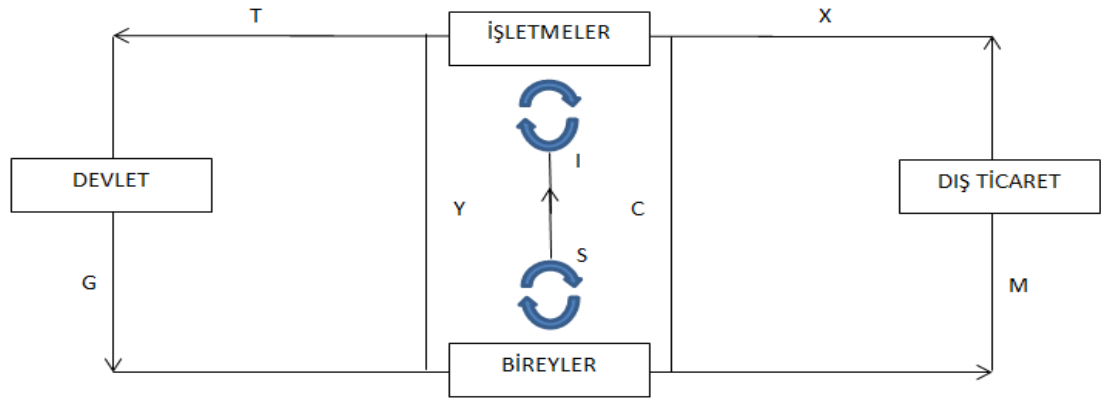 T
İŞLETMELER
X
DEVLET
I
DIŞ TİCARET
Y
C
S
G
M
BİREYLER